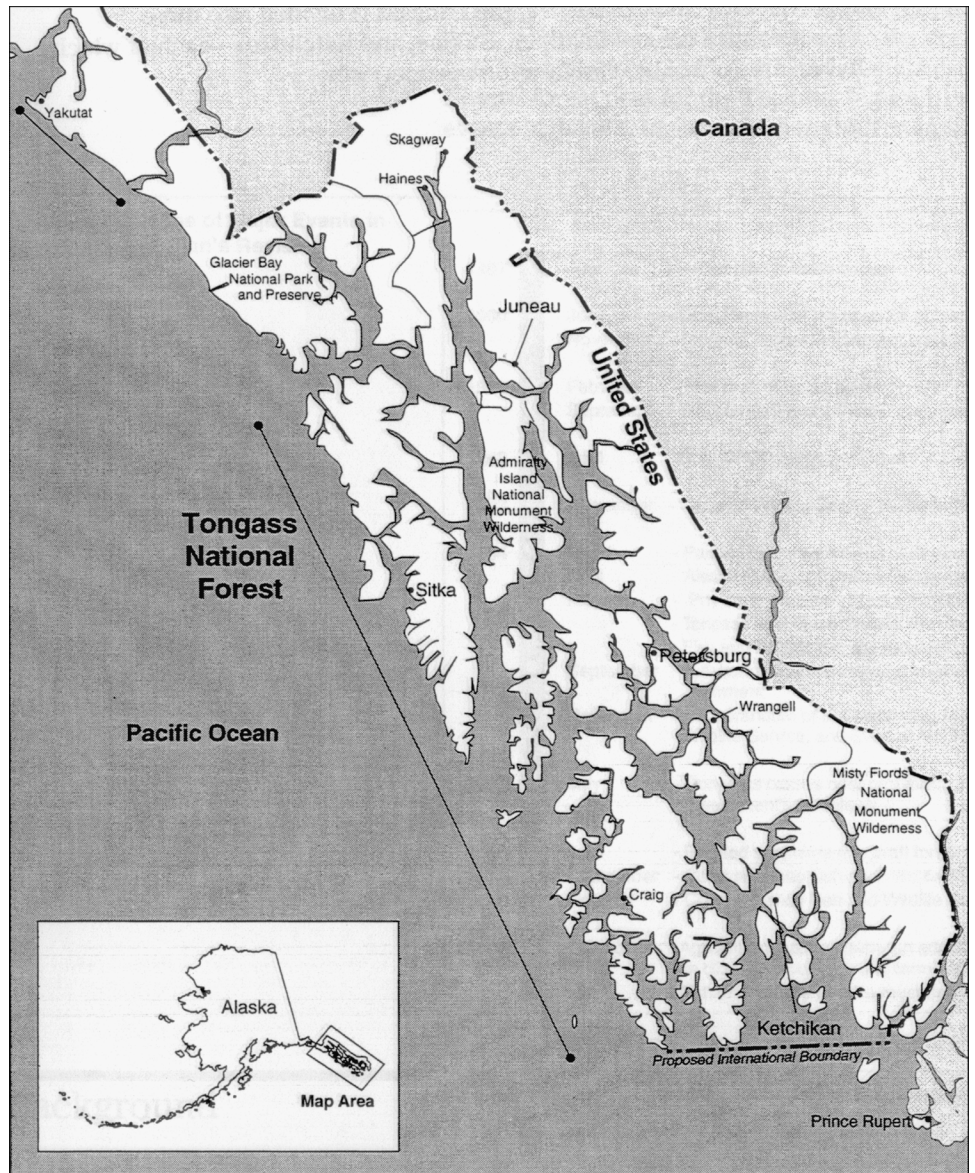 Yakutat
Canada
Skagway
Haines
Glacier Bay
National Park
and Preserve
Juneau
United States
Admiralty
Island
National
Monument
Wilderness
Tongass
National
Forest
Sitka
Petersburg
Wrangell
Pacific Ocean
Misty Fiords
National
Monument
Wilderness
Craig
Alaska
Ketchikan
Proposed International Boundary
Map Area
Prince Rupert